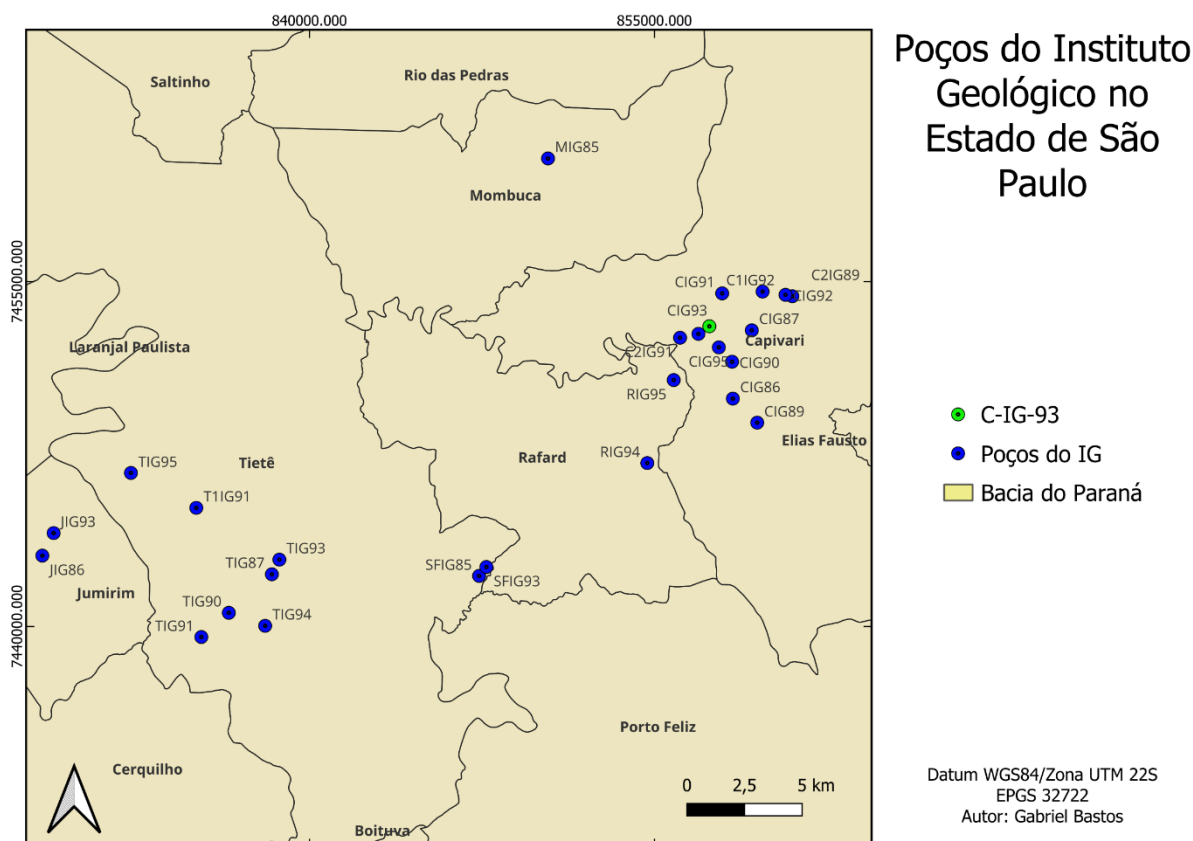 840000.000
855000.000
Poços do Instituto
Geológico no
Estado de São
Paulo
Saltinho
Rio das Pedras
MIG85
Mombuca
7455000.000
CIG91
C1IG92
C2IG89
CIG92
CIG93
CIG87
Laranjal Paulista
C2IG91
Capivari
CIG95
CIG90
RIG95
CIG86
CIG89
C-IG-93
Elias Fausto
Poços do IG
Bacia do Paraná
TIG95
Tietê
Rafard
RIG94
T1IG91
JIG93
JIG86
TIG93
TIG87
SFIG85
SFIG93
Jumirim
TIG90
TIG94
TIG91
7440000.000
Porto Feliz
Cerquilho
0 2,5 5 km
Boituva
Datum WGS84/Zona UTM 22S
EPGS 32722
Autor: Gabriel Bastos